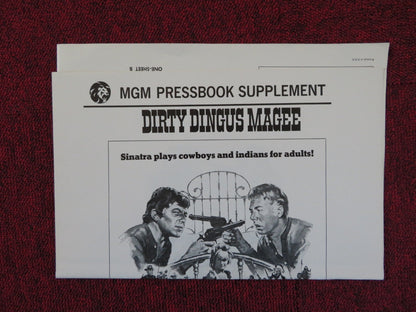 ONE-SHEET B
MGM PRESSBOOK SUPPLEMENT
DIRTY DINGUS MAGEE
Sinatra plays cowboys and indians for adults!